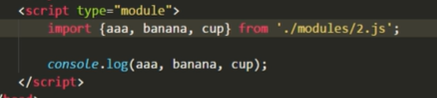 <script type="module">
import {aaa, banana, cup} from './modules/2.js';
console.log(aaa, banana, cup);
</script>